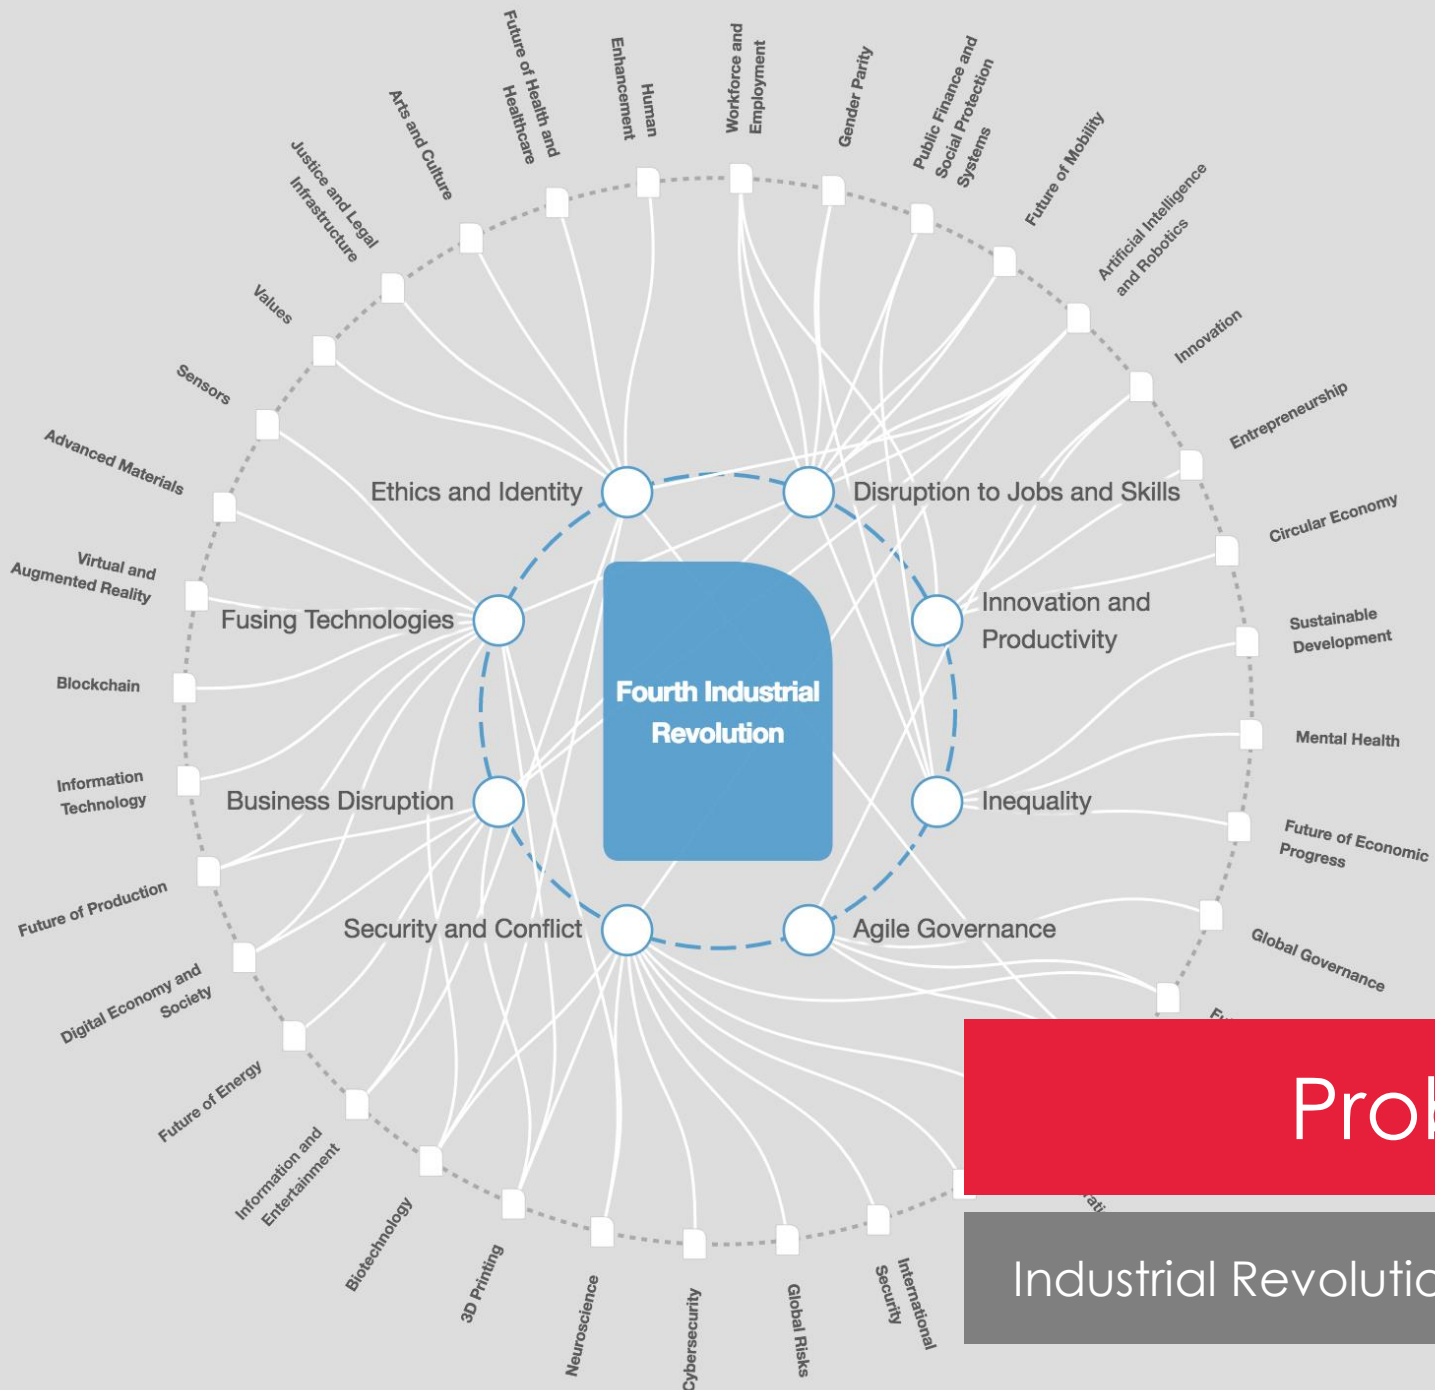 Future of Health and
Healthcare
Human
Enhancement
Workforce and
Employment
Gender Parity
Public Finance and
Social Protection
Systems
Future of Mobility
Artificial Intelligence
and Robotics
Innovation
Entrepreneurship
Circular Economy
Sustainable
Development
Mental Health
Future of Economic
Progress
Global Governance
International
Security
Global Risks
Cybersecurity
Neuroscience
3D Printing
Biotechnology
Information and
Entertainment
Future of Energy
Digital Economy and
Society
Future of Production
Information
Technology
Blockchain
Virtual and
Augmented Reality
Advanced Materials
Sensors
Values
Justice and Legal
Infrastructure
Arts and Culture
Ethics and Identity
Disruption to Jobs and Skills
Innovation and
Productivity
Inequality
Agile Governance
Security and Conflict
Business Disruption
Fusing Technologies
Fourth Industrial
Revolution
Prob
Industrial Revolutio